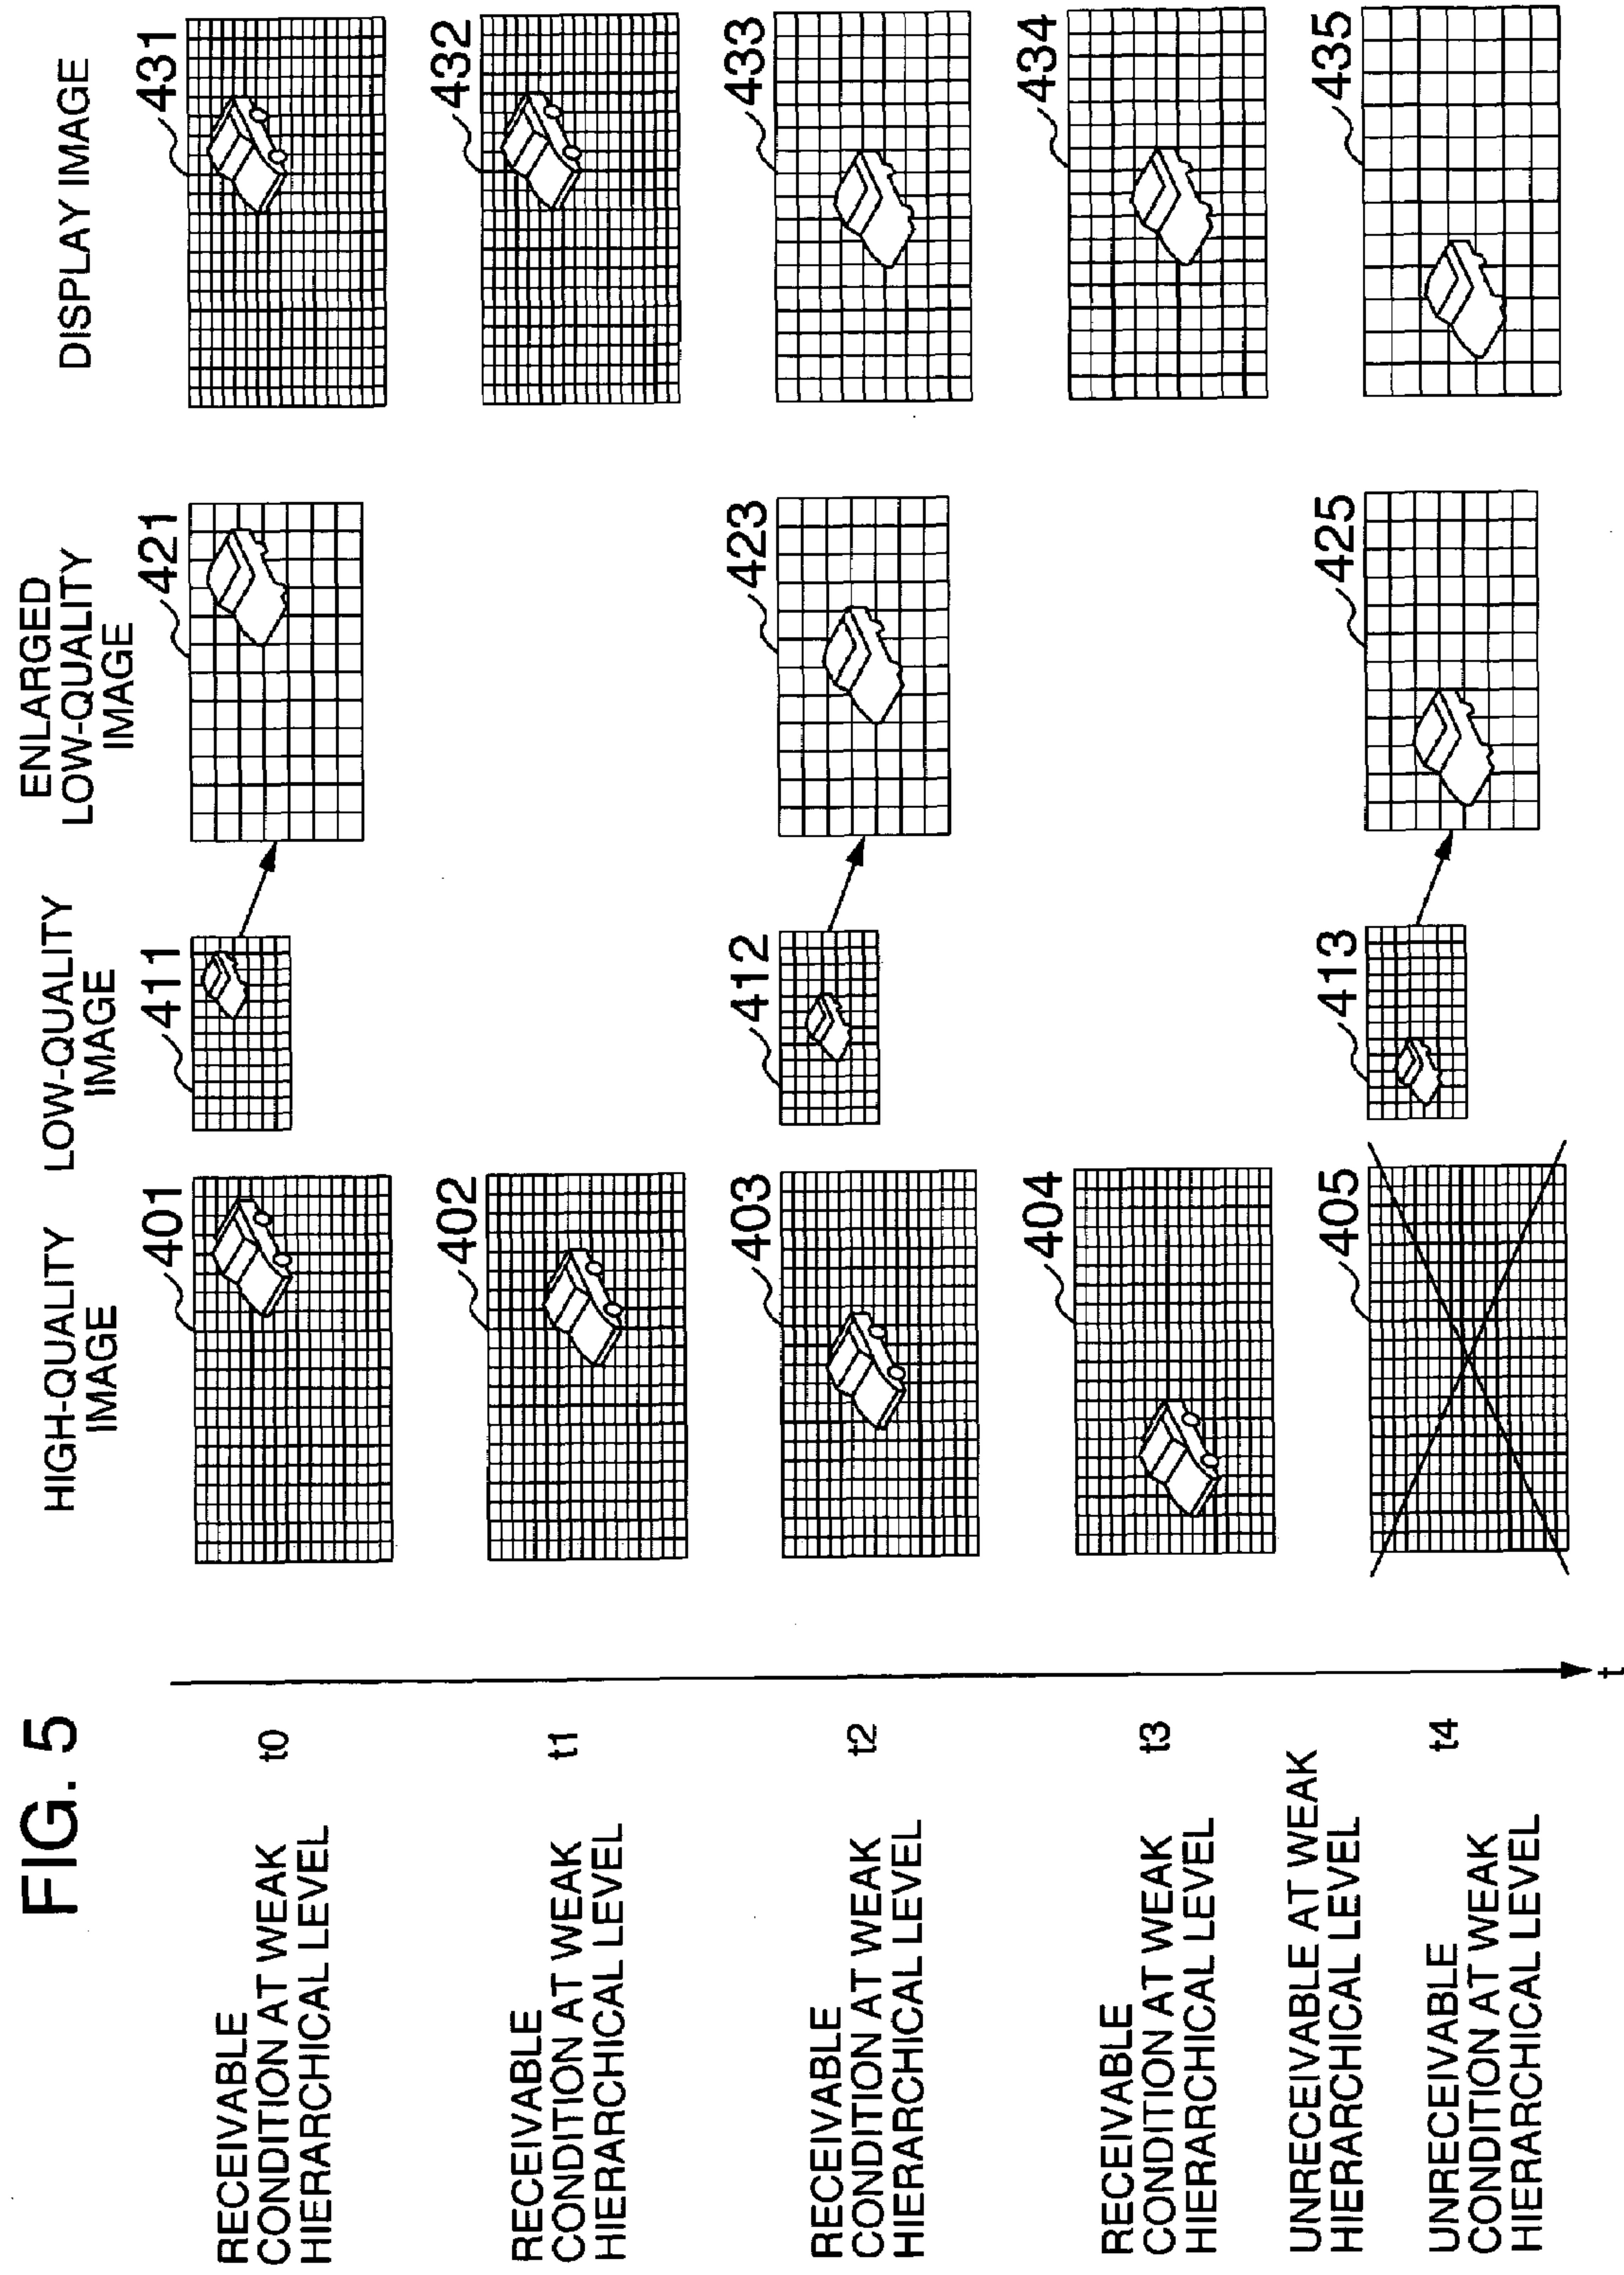 FIG. 5
HIGH-QUALITY
IMAGE
LOW-QUALITY
IMAGE
ENLARGED
LOW-QUALITY
IMAGE
DISPLAY IMAGE
RECEIVABLE
CONDITION AT WEAK
HIERARCHICAL LEVEL
t0
401
411
421
431
RECEIVABLE
CONDITION AT WEAK
HIERARCHICAL LEVEL
t1
402
432
RECEIVABLE
CONDITION AT WEAK
HIERARCHICAL LEVEL
t2
403
412
423
433
RECEIVABLE
CONDITION AT WEAK
HIERARCHICAL LEVEL
t3
404
434
UNRECEIVABLE AT WEAK
HIERARCHICAL LEVEL
UNRECEIVABLE
CONDITION AT WEAK
HIERARCHICAL LEVEL
t4
405
413
425
435
t